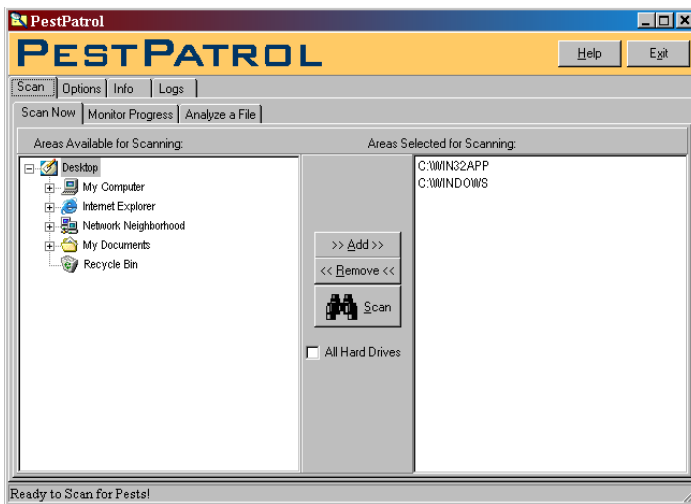 PestPatrol
PESTPATROL
Help
Exit
Scan Options Info Logs
Scan Now Monitor Progress Analyze a File
Areas Available for Scanning:
Areas Selected for Scanning:
Desktop
My Computer
Internet Explorer
Network Neighborhood
My Documents
Recycle Bin
>> Add >>
<< Remove <<
Scan
All Hard Drives
C:\WIN32APP
C:\WINDOWS
Ready to Scan for Pests!